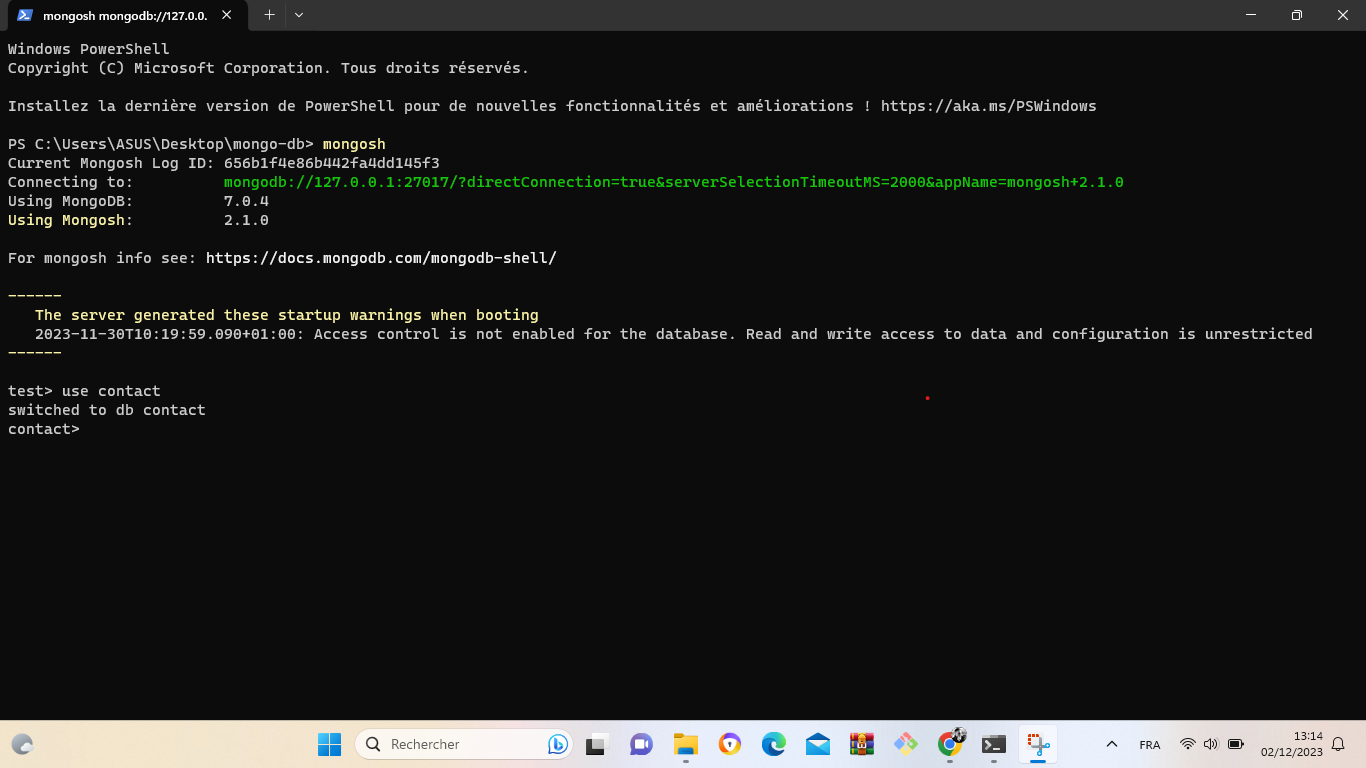 mongosh mongodb://127.0.0.
Windows PowerShell
Copyright (C) Microsoft Corporation. Tous droits réservés.
Installez la dernière version de PowerShell pour de nouvelles fonctionnalités et améliorations ! https://aka.ms/PSWindows
PS C:\Users\ASUS\Desktop\mongo-db> mongosh
Current Mongosh Log ID: 656b1f4e86b442fa4dd145f3
Connecting to: mongodb://127.0.0.1:27017/?directConnection=true&serverSelectionTimeoutMS=2000&appName=mongosh+2.1.0
Using MongoDB: 7.0.4
Using Mongosh: 2.1.0
For mongosh info see: https://docs.mongodb.com/mongodb-shell/
------
The server generated these startup warnings when booting
2023-11-30T10:19:59.090+01:00: Access control is not enabled for the database. Read and write access to data and configuration is unrestricted
------
test> use contact
switched to db contact
contact>
Rechercher
FRA
13:14
02/12/2023